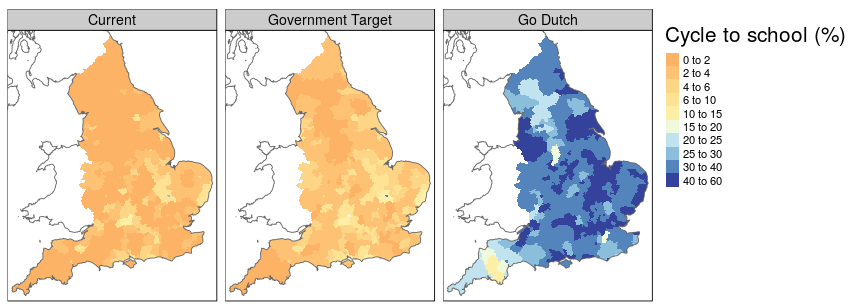 Current
Government Target
Go Dutch
Cycle to school (%)
0 to 2
2 to 4
4 to 6
6 to 10
10 to 15
15 to 20
20 to 25
25 to 30
30 to 40
40 to 60